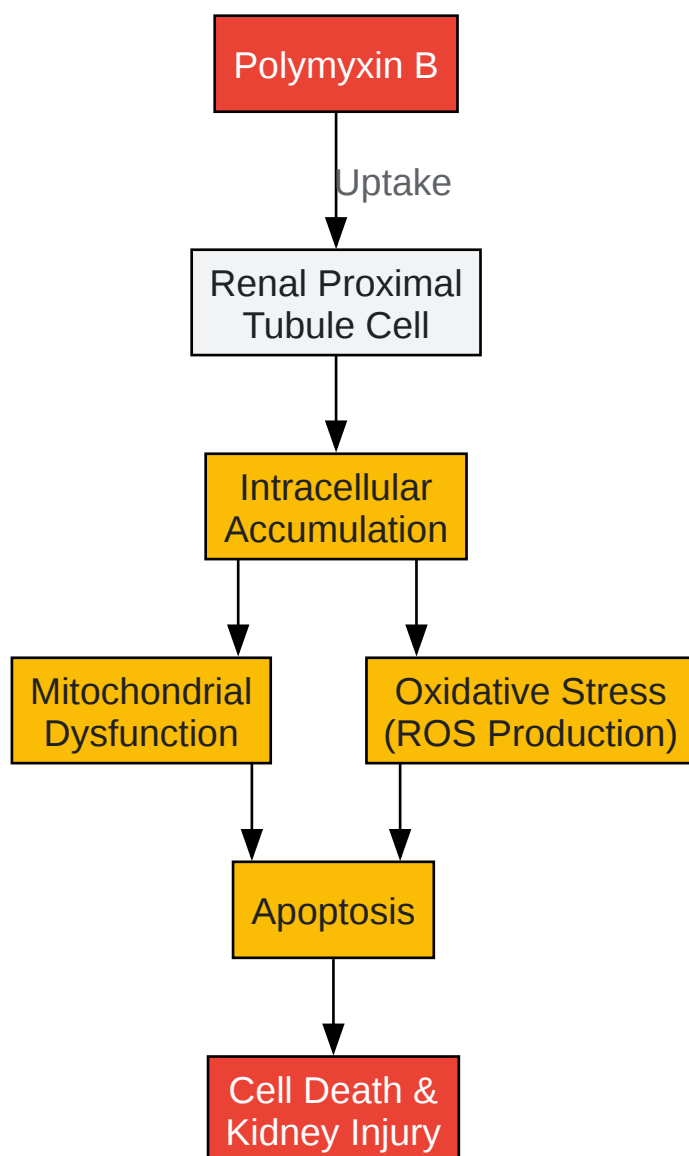 Polymyxin B
Uptake
Renal Proximal
Tubule Cell
Intracellular
Accumulation
Mitochondrial
Dysfunction
Oxidative Stress
(ROS Production)
Apoptosis
Cell Death &
Kidney Injury